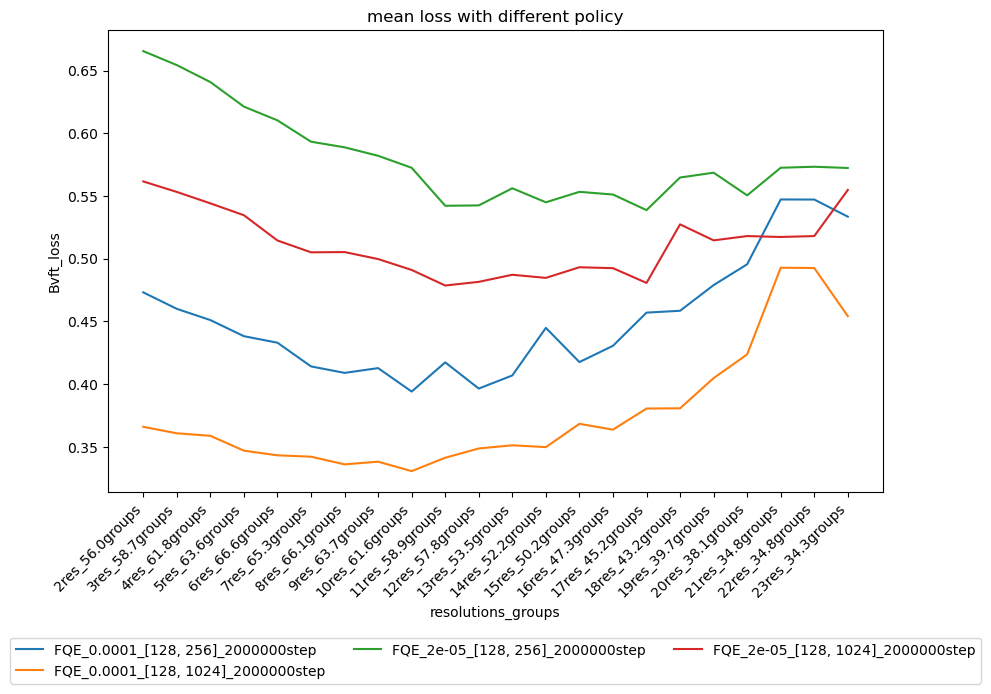 mean loss with different policy
Bvft_loss
0.65
0.60
0.55
0.50
0.45
0.40
0.35
2res_56.0groups
3res_58.7groups
4res_61.8groups
5res_63.6groups
6res_66.6groups
7res_65.3groups
8res_66.1groups
9res_63.7groups
10res_61.6groups
11res_58.9groups
12res_57.8groups
13res_53.5groups
14res_52.2groups
15res_50.2groups
16res_47.3groups
17res_45.2groups
18res_43.2groups
19res_39.7groups
20res_38.1groups
21res_34.8groups
22res_34.8groups
23res_34.3groups
resolutions_groups
FQE_0.0001_[128, 256]_2000000step
FQE_0.0001_[128, 1024]_2000000step
FQE_2e-05_[128, 256]_2000000step
FQE_2e-05_[128, 1024]_2000000step